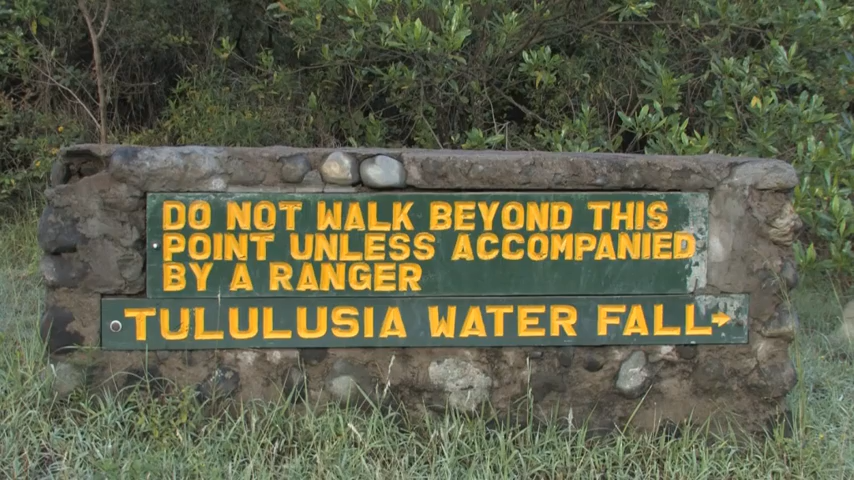 DO NOT WALK BEYOND THIS
POINT UNLESS ACCOMPANIED
BY A RANGER
TULULUSIA WATER FALL→